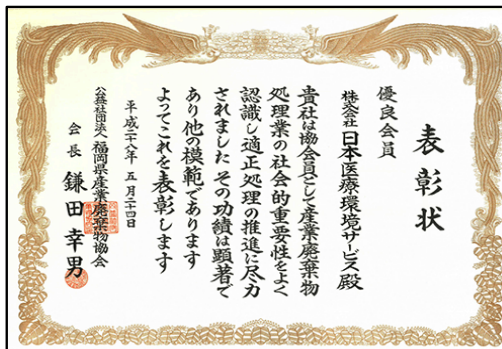 表彰状
優良会員
株式会社 日本医療環境サービス 殿
貴社は協会員として産業廃棄物
処理業の社会的重要性をよく
認識し適正処理の推進に尽力
されました その功績は顕著で
あり他の模範であります
よってこれを表彰します
平成二十八年 五月二十四日
公益社団法人 福岡県産業廃棄物協会
会長 鎌田幸男